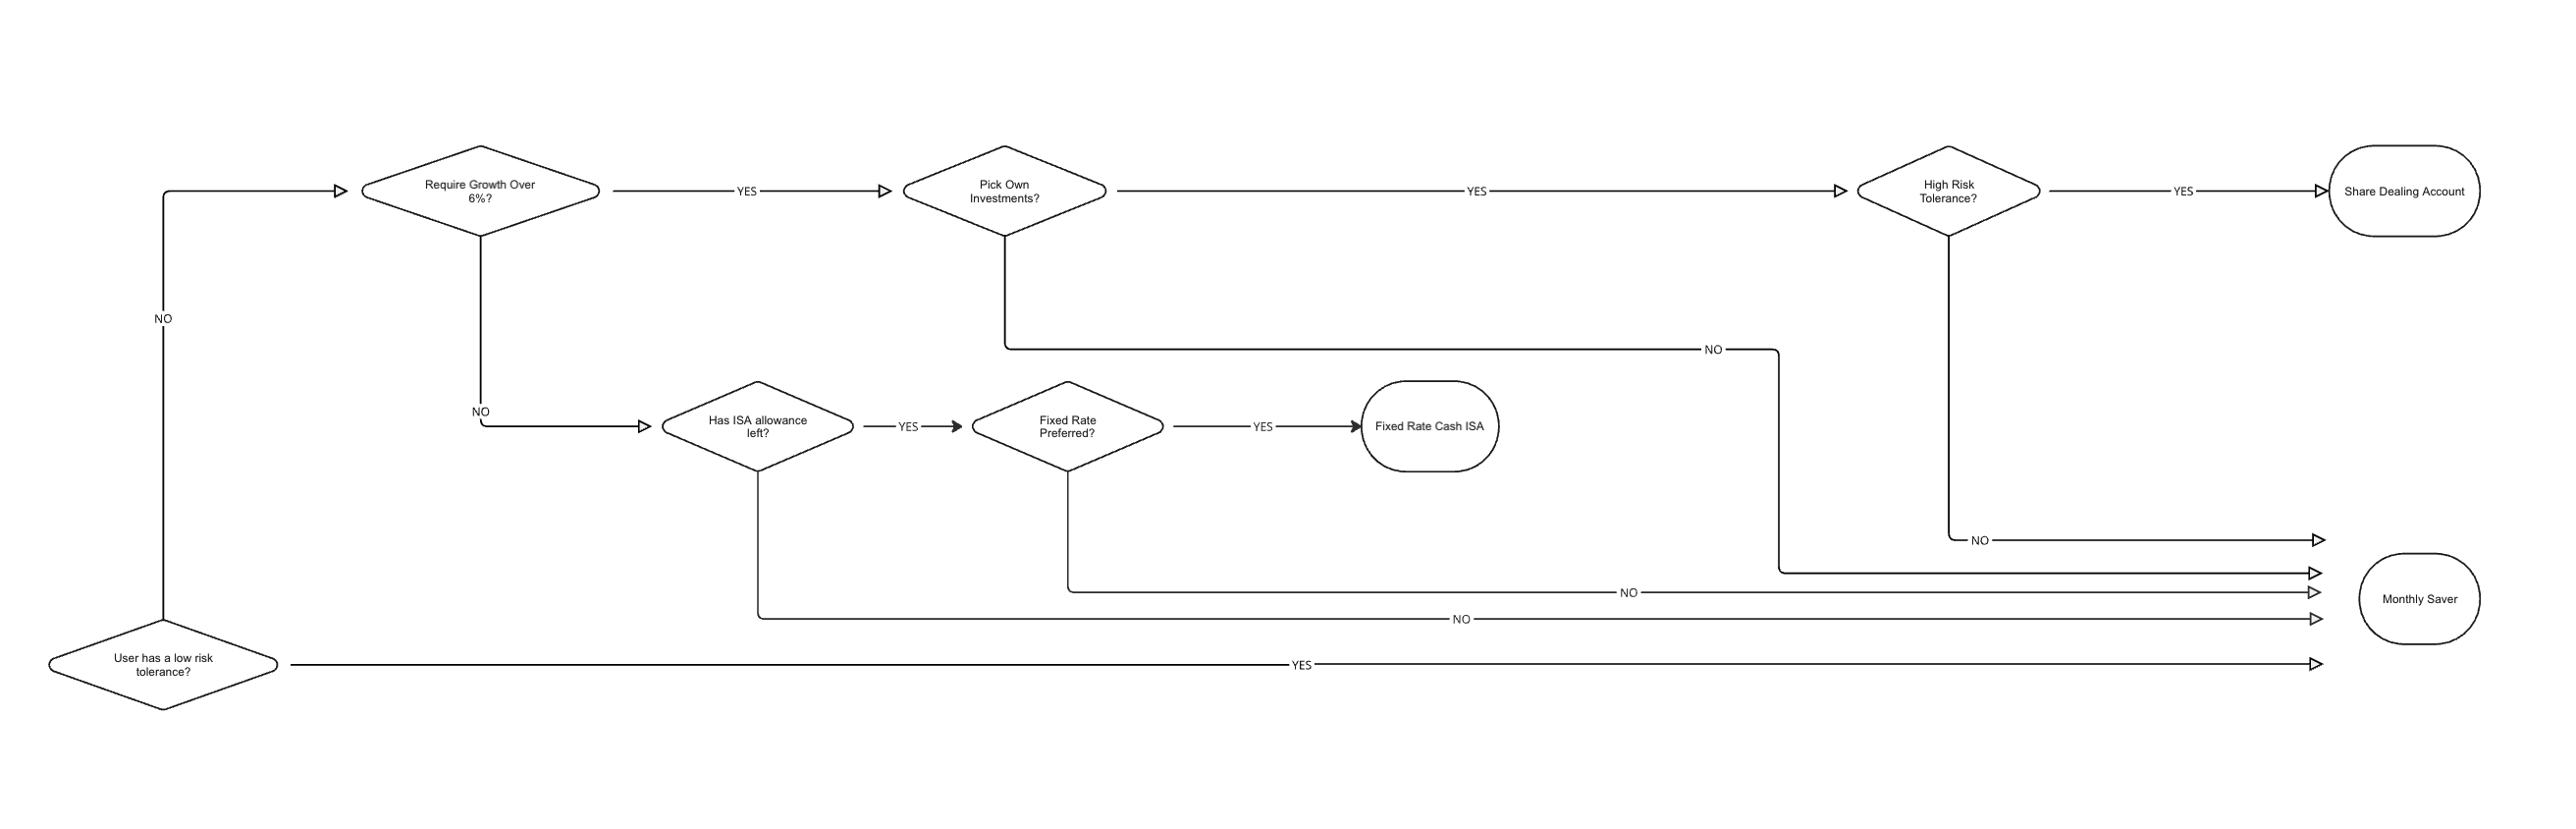 Require Growth Over
6%?
YES
Pick Own
Investments?
YES
High Risk
Tolerance?
YES
Share Dealing Account
NO
NO
NO
Has ISA allowance
left?
YES
Fixed Rate
Preferred?
YES
Fixed Rate Cash ISA
NO
NO
Monthly Saver
NO
User has a low risk
tolerance?
YES